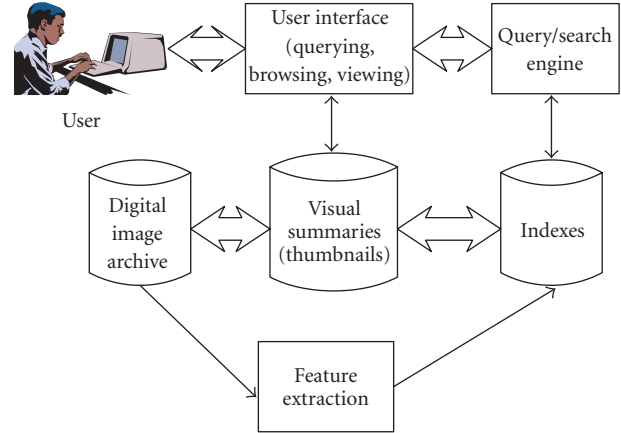 User interface
(querying,
browsing, viewing)
Query/search
engine
User
Digital
image
archive
Visual
summaries
(thumbnails)
Indexes
Feature
extraction